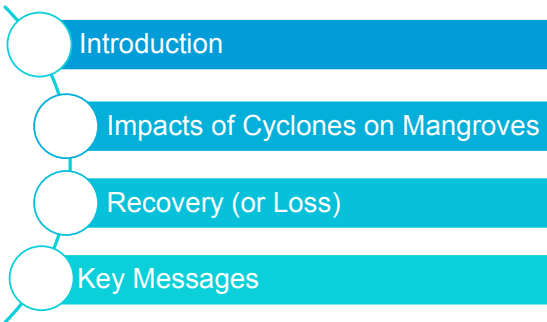 Introduction
Impacts of Cyclones on Mangroves
Recovery (or Loss)
Key Messages